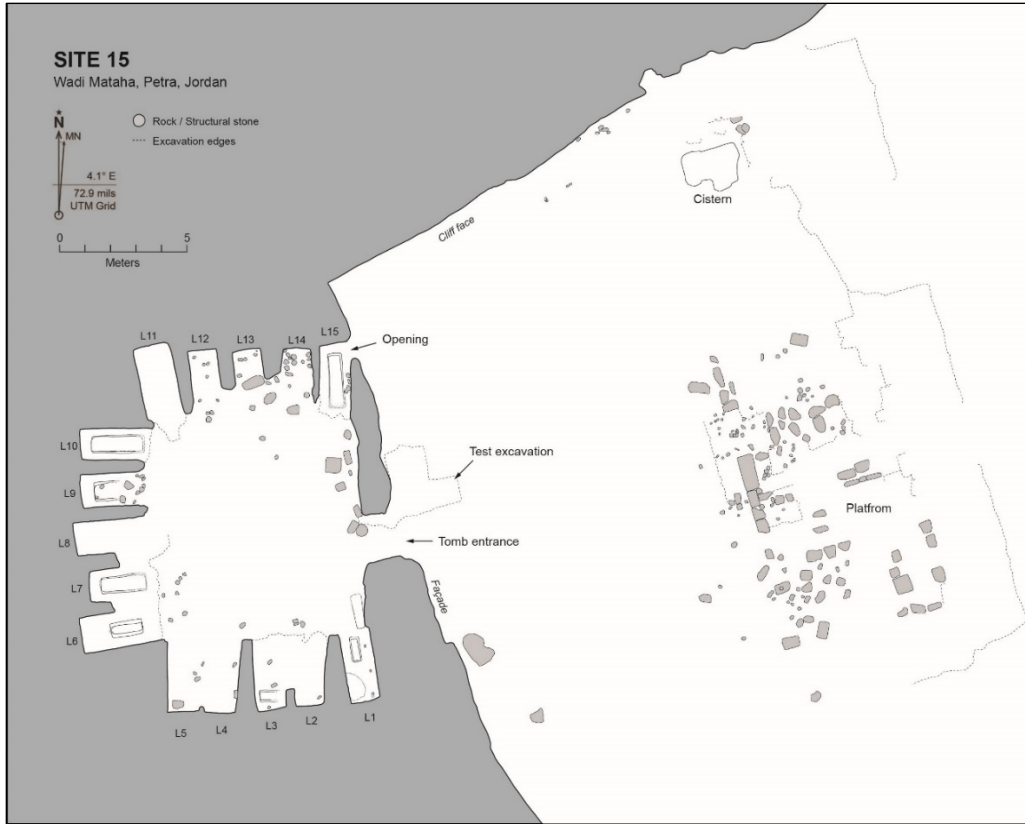 SITE 15
Wadi Mataha, Petra, Jordan
N
MN
4.1° E
72.9 mils
UTM Grid
0 5
Meters
Rock / Structural stone
Excavation edges
Cliff face
Cistern
L11
L12
L13
L14
L15
Opening
L10
Test excavation
L9
Platfrom
L8
Tomb entrance
L7
Façade
L6
L5
L4
L3
L2
L1